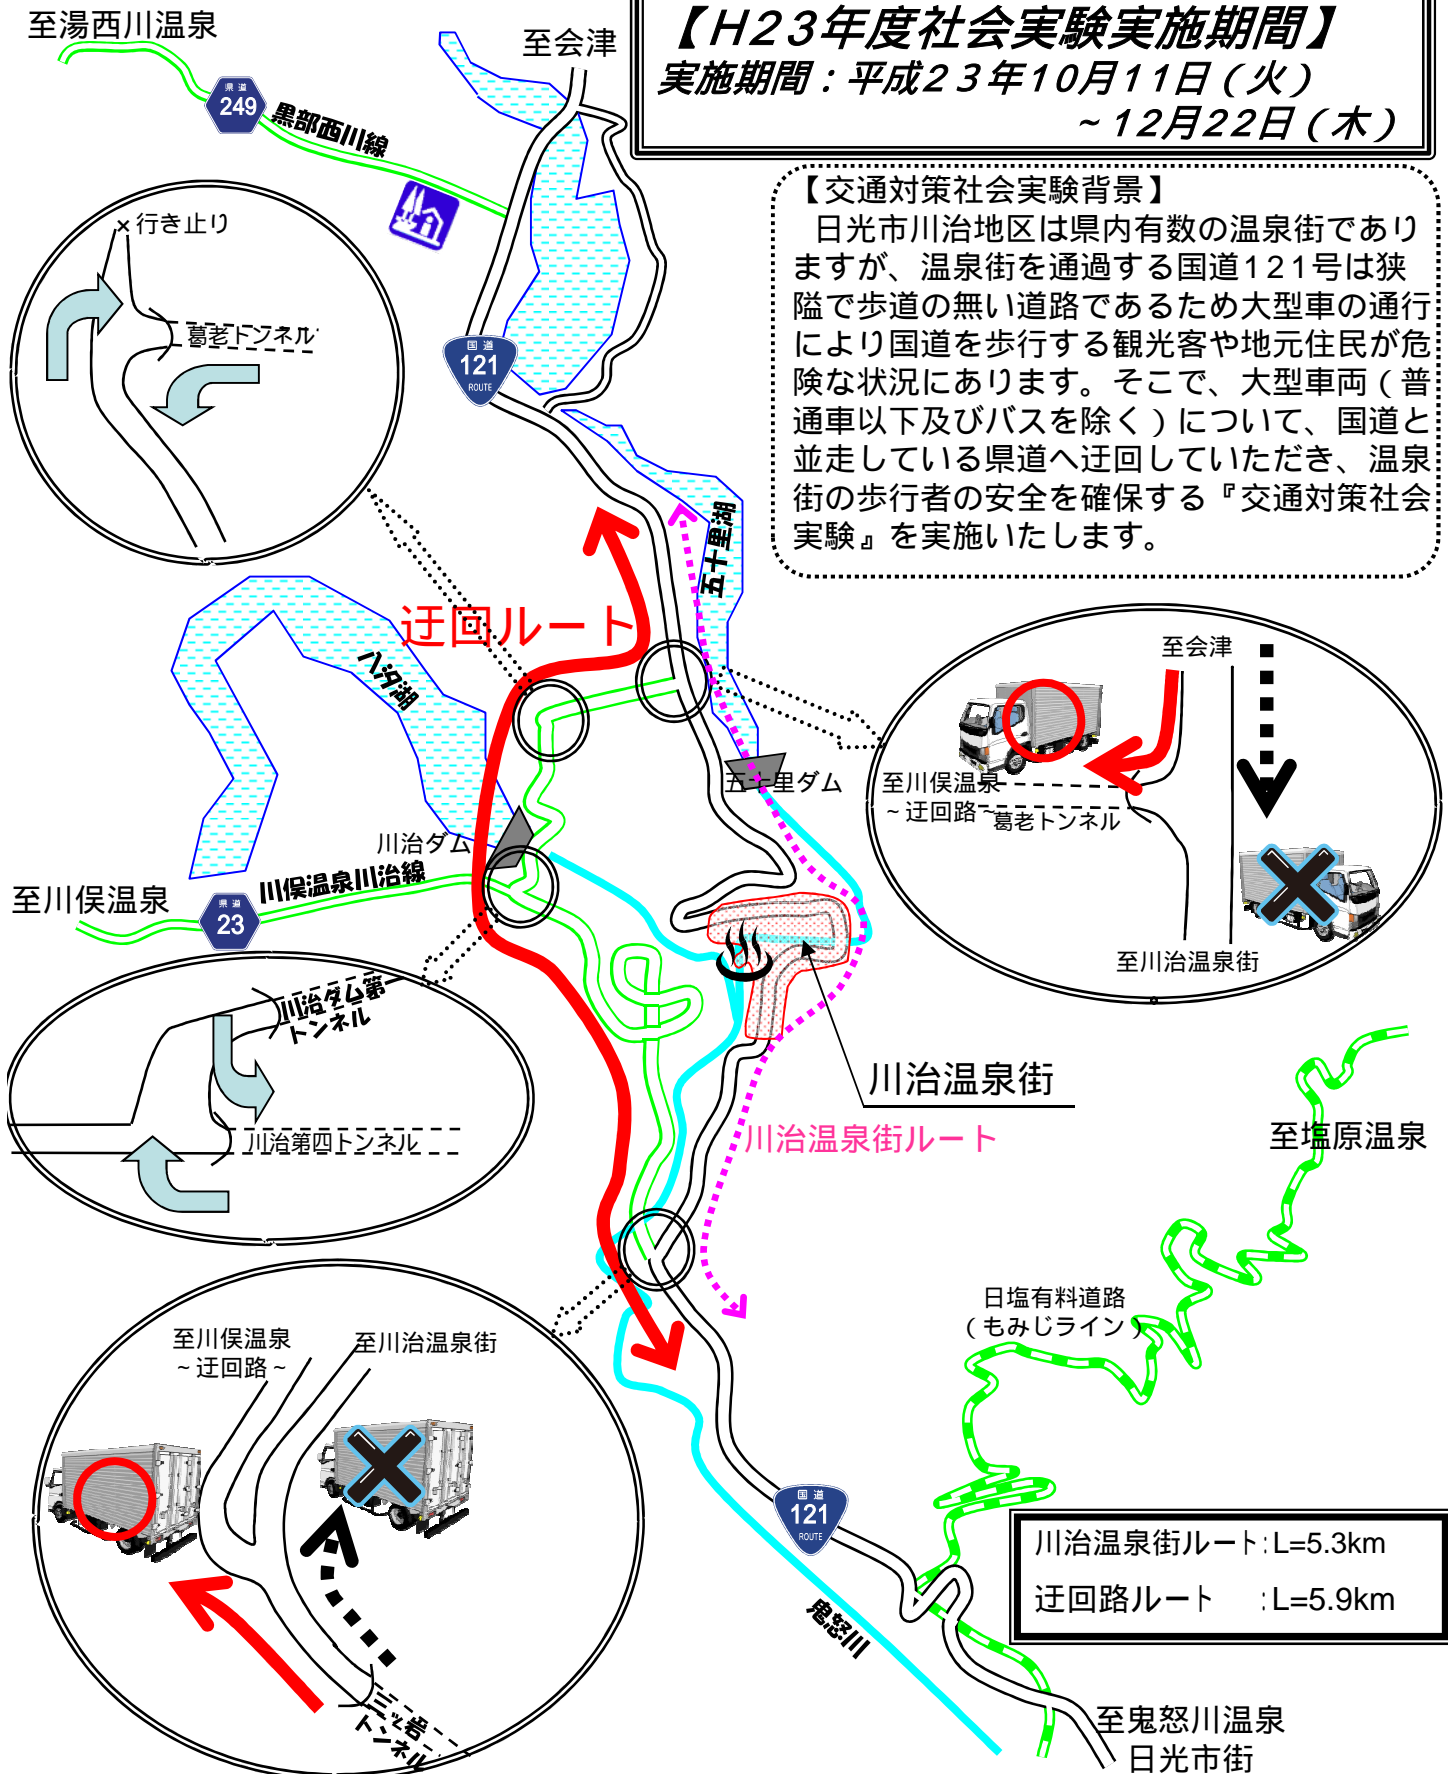 至湯西川温泉
至会津
【H23年度社会実験実施期間】
実施期間：平成23年10月11日（火）
～12月22日（木）
県道
249
黒部西川線
【交通対策社会実験背景】
日光市川治地区は県内有数の温泉街であり
ますが、温泉街を通過する国道121号は狭
隘で歩道の無い道路であるため大型車の通行
により国道を歩行する観光客や地元住民が危
険な状況にあります。そこで、大型車両（普
通車以下及びバスを除く）について、国道と
並走している県道へ迂回していただき、温泉
街の歩行者の安全を確保する『交通対策社会
実験』を実施いたします。
×行き止り
葛老トンネル
国道
121
ROUTE
五十里湖
迂回ルート
八汐湖
至会津
至川俣温泉
～迂回路～
葛老トンネル
至川治温泉街
五十里ダム
川治ダム
川俣温泉川治線
至川俣温泉
県道
23
川治ダム第
トンネル
川治第四トンネル
川治温泉街
川治温泉街ルート
至塩原温泉
日塩有料道路
（もみじライン）
至川俣温泉
～迂回路～
至川治温泉街
三ツ岩
トンネル
国道
121
ROUTE
鬼怒川
川治温泉街ルート：L=5.3km
迂回路ルート　：L=5.9km
至鬼怒川温泉
日光市街